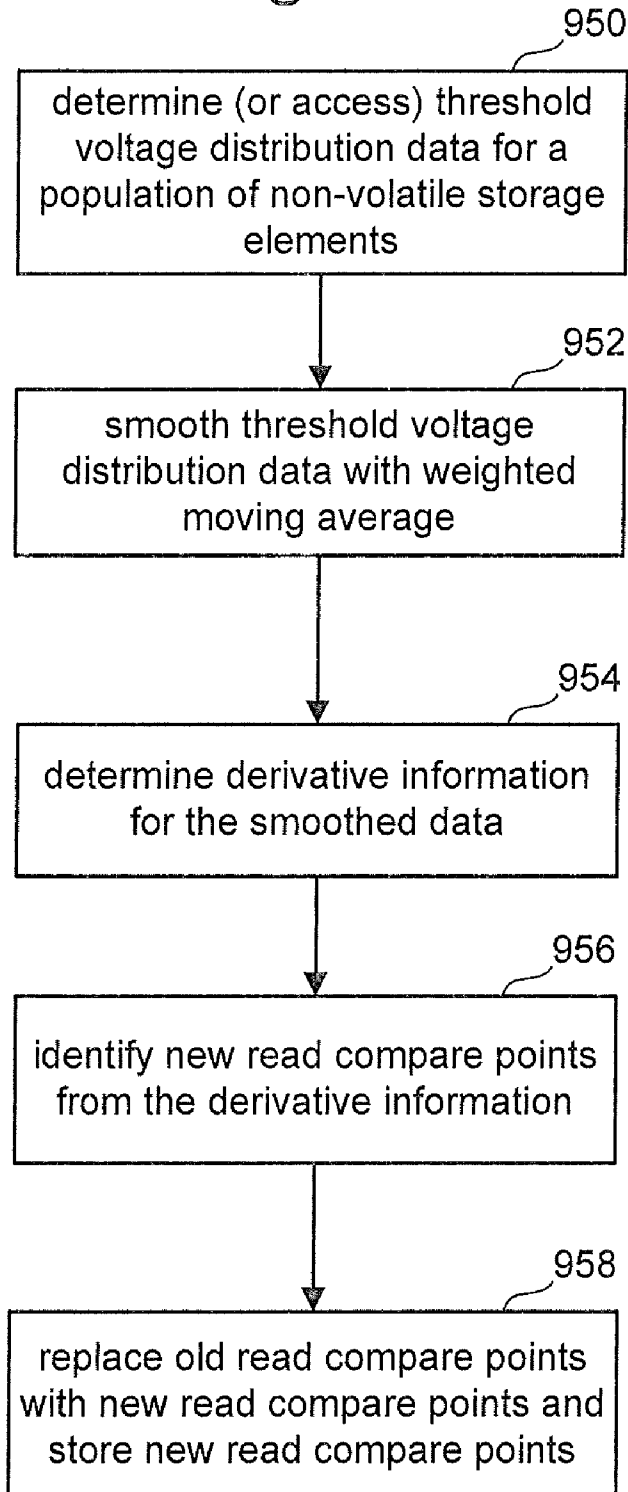 950
determine (or access) threshold
voltage distribution data for a
population of non-volatile storage
elements
952
smooth threshold voltage
distribution data with weighted
moving average
954
determine derivative information
for the smoothed data
956
identify new read compare points
from the derivative information
958
replace old read compare points
with new read compare points and
store new read compare points